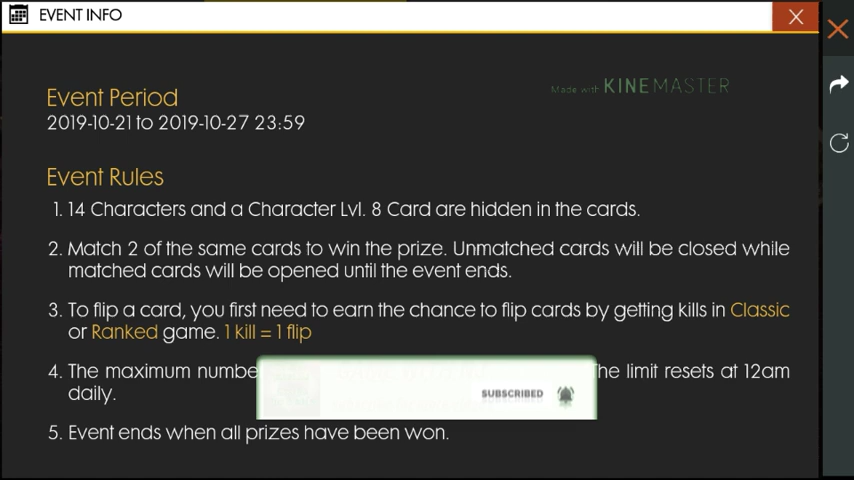 EVENT INFO
Made with KINEMASTER
Event Period
2019-10-21 to 2019-10-27 23:59
Event Rules
1. 14 Characters and a Character Lvl. 8 Card are hidden in the cards.
2. Match 2 of the same cards to win the prize. Unmatched cards will be closed while
matched cards will be opened until the event ends.
3. To flip a card, you first need to earn the chance to flip cards by getting kills in Classic
or Ranked game. 1 kill = 1 flip
4. The maximum The limit resets at 12am
SUBSCRIBED
daily.
5. Event ends when all prizes have been won.